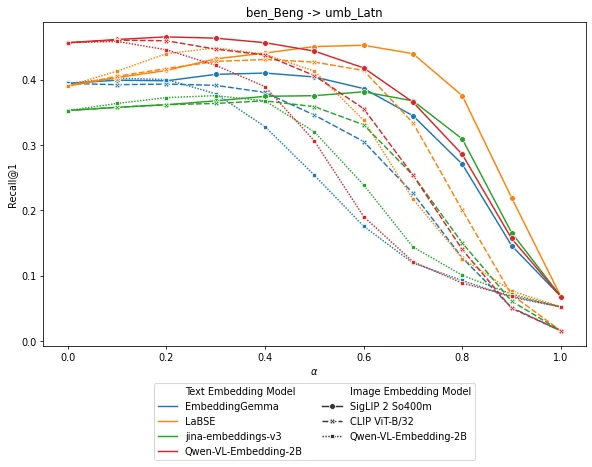 ben_Beng -> umb_Latn
Recall@1
0.4
0.3
0.2
0.1
0.0
0.0 0.2 0.4 0.6 0.8 1.0
α
Text Embedding Model Image Embedding Model
EmbeddingGemma SigLIP 2 So400m
LaBSE CLIP ViT-B/32
jina-embeddings-v3 Qwen-VL-Embedding-2B
Qwen-VL-Embedding-2B